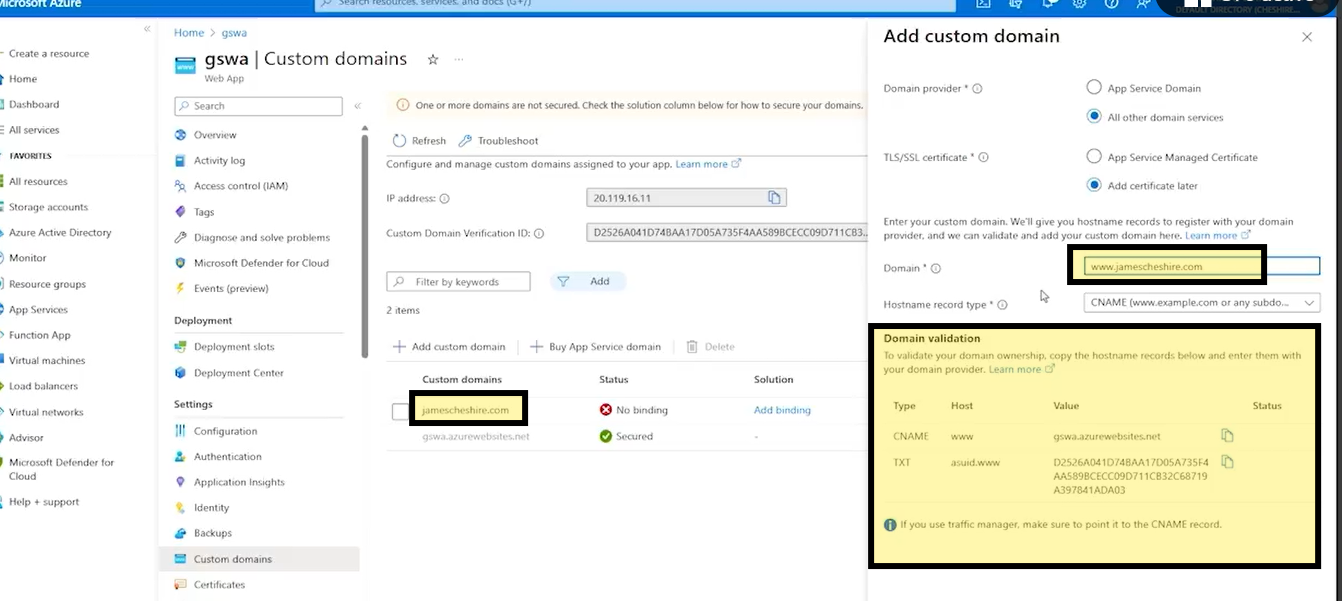 Microsoft Azure
Search resources, services, and docs (G+/)
DEFAULT DIRECTORY (CHESHIRE...
Create a resource
Home
Dashboard
All services
FAVORITES
All resources
Storage accounts
Azure Active Directory
Monitor
Resource groups
App Services
Function App
Virtual machines
Load balancers
Virtual networks
Advisor
Microsoft Defender for
Cloud
Help + support
Home > gswa
gswa | Custom domains
Web App
Search
Overview
Activity log
Access control (IAM)
Tags
Diagnose and solve problems
Microsoft Defender for Cloud
Events (preview)
Deployment
Deployment slots
Deployment Center
Settings
Configuration
Authentication
Application Insights
Identity
Backups
Custom domains
Certificates
One or more domains are not secured. Check the solution column below for how to secure your domains.
Refresh Troubleshoot
Configure and manage custom domains assigned to your app. Learn more
IP address: 20.119.16.11
Custom Domain Verification ID: D2526A041D74BAA17D05A735F4AA589BCECC09D711CB3...
Filter by keywords Add
2 items
Add custom domain Buy App Service domain Delete
Custom domains Status Solution
jamescheshire.com No binding Add binding
gswa.azurewebsites.net Secured -
Add custom domain
Domain provider * App Service Domain
All other domain services
TLS/SSL certificate * App Service Managed Certificate
Add certificate later
Enter your custom domain. We'll give you hostname records to register with your domain
provider, and we can validate and add your custom domain here. Learn more
Domain * www.jamescheshire.com
Hostname record type * CNAME (www.example.com or any subdo...
Domain validation
To validate your domain ownership, copy the hostname records below and enter them with
your domain provider. Learn more
Type Host Value Status
CNAME www gswa.azurewebsites.net
TXT asuid.www D2526A041D74BAA17D05A735F4
AA589BCECC09D711CB32C68719
A397841ADA03
If you use traffic manager, make sure to point it to the CNAME record.